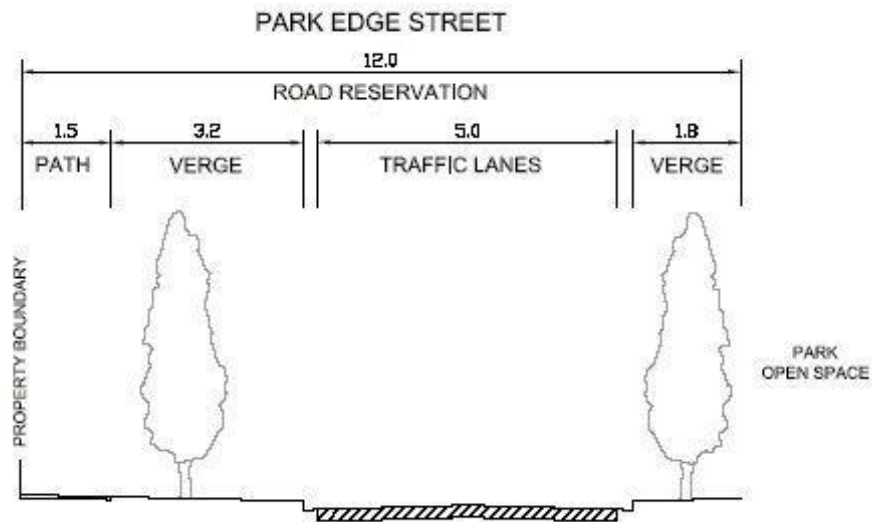 PARK EDGE STREET
12.0
ROAD RESERVATION
1.5 3.2 5.0 1.8
PATH VERGE TRAFFIC LANES VERGE
PROPERTY BOUNDARY
PARK
OPEN SPACE